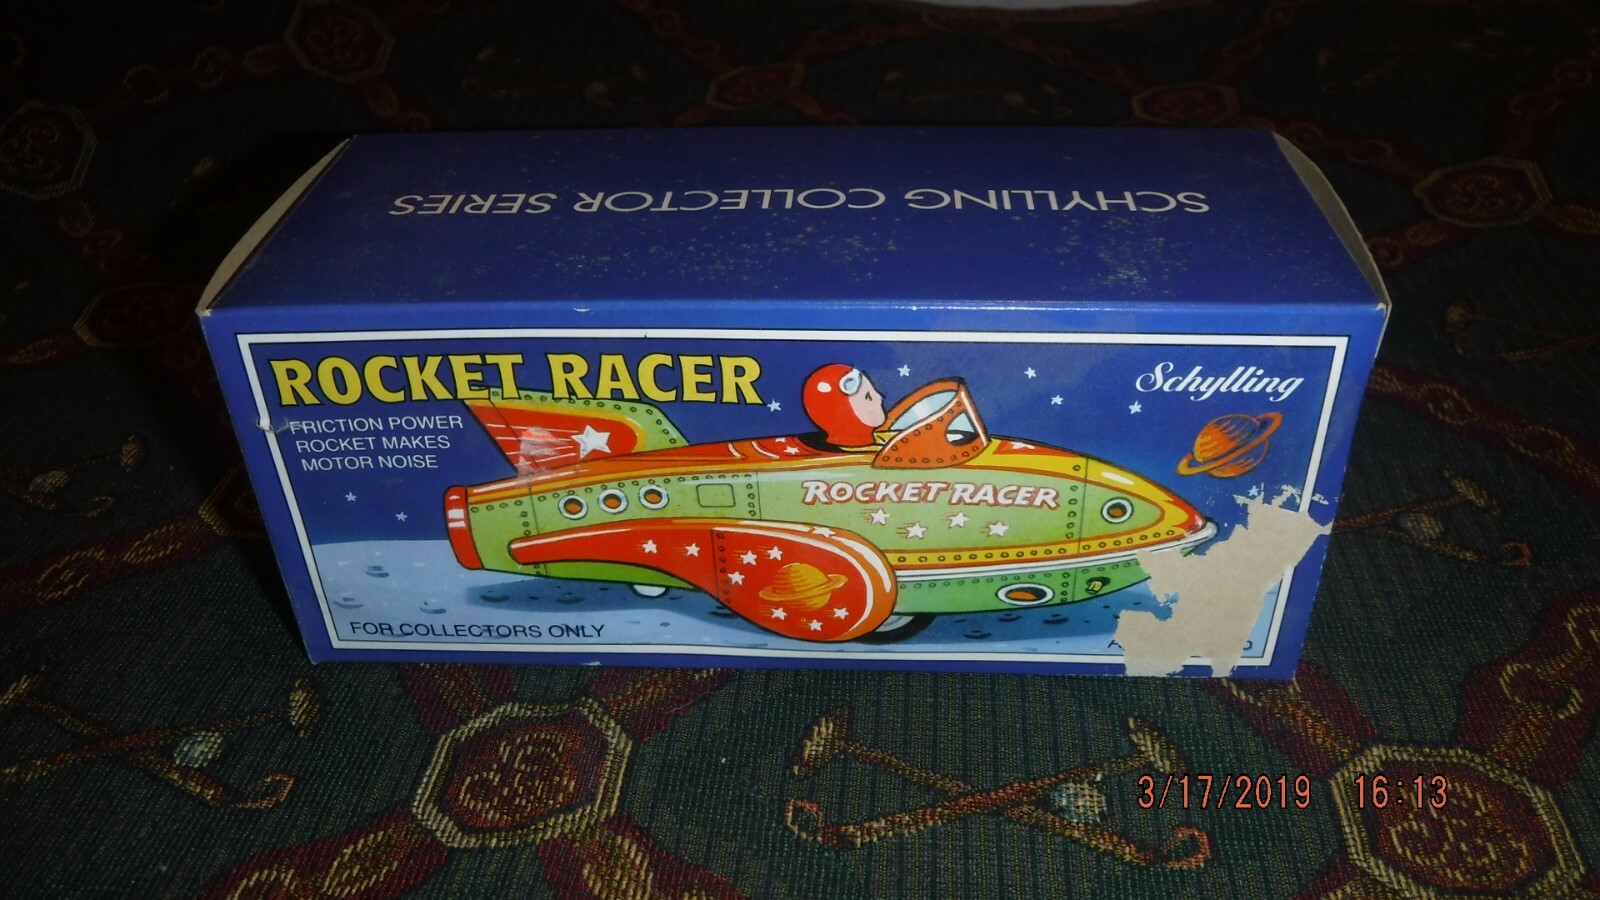 SCHYLLING COLLECTOR SERIES
ROCKET RACER
Schylling
FRICTION POWER
ROCKET MAKES
MOTOR NOISE
ROCKET RACER
FOR COLLECTORS ONLY
3/17/2019 16:13